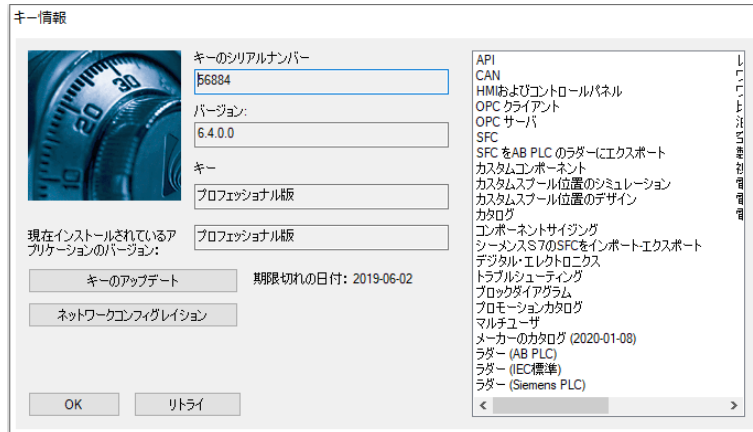 キー情報
キーのシリアルナンバー
56884
バージョン:
6.4.0.0
キー
プロフェッショナル版
現在インストールされているア
プリケーションのバージョン:
プロフェッショナル版
キーのアップデート
期限切れの日付: 2019-06-02
ネットワークコンフィグレイション
OK
リトライ
API
CAN
HMIおよびコントロールパネル
OPC クライアント
OPC サーバ
SFC
SFC をAB PLC のラダーにエクスポート
カスタムコンポーネント
カスタムスプール位置のシミュレーション
カスタムスプール位置のデザイン
カタログ
コンポーネントサイジング
シーメンスS7のSFCをインポート-エクスポート
デジタル・エレクトロニクス
トラブルシューティング
ブロックダイアグラム
プロモーションカタログ
マルチユーザ
メーカーのカタログ (2020-01-08)
ラダー (AB PLC)
ラダー (IEC標準)
ラダー (Siemens PLC)